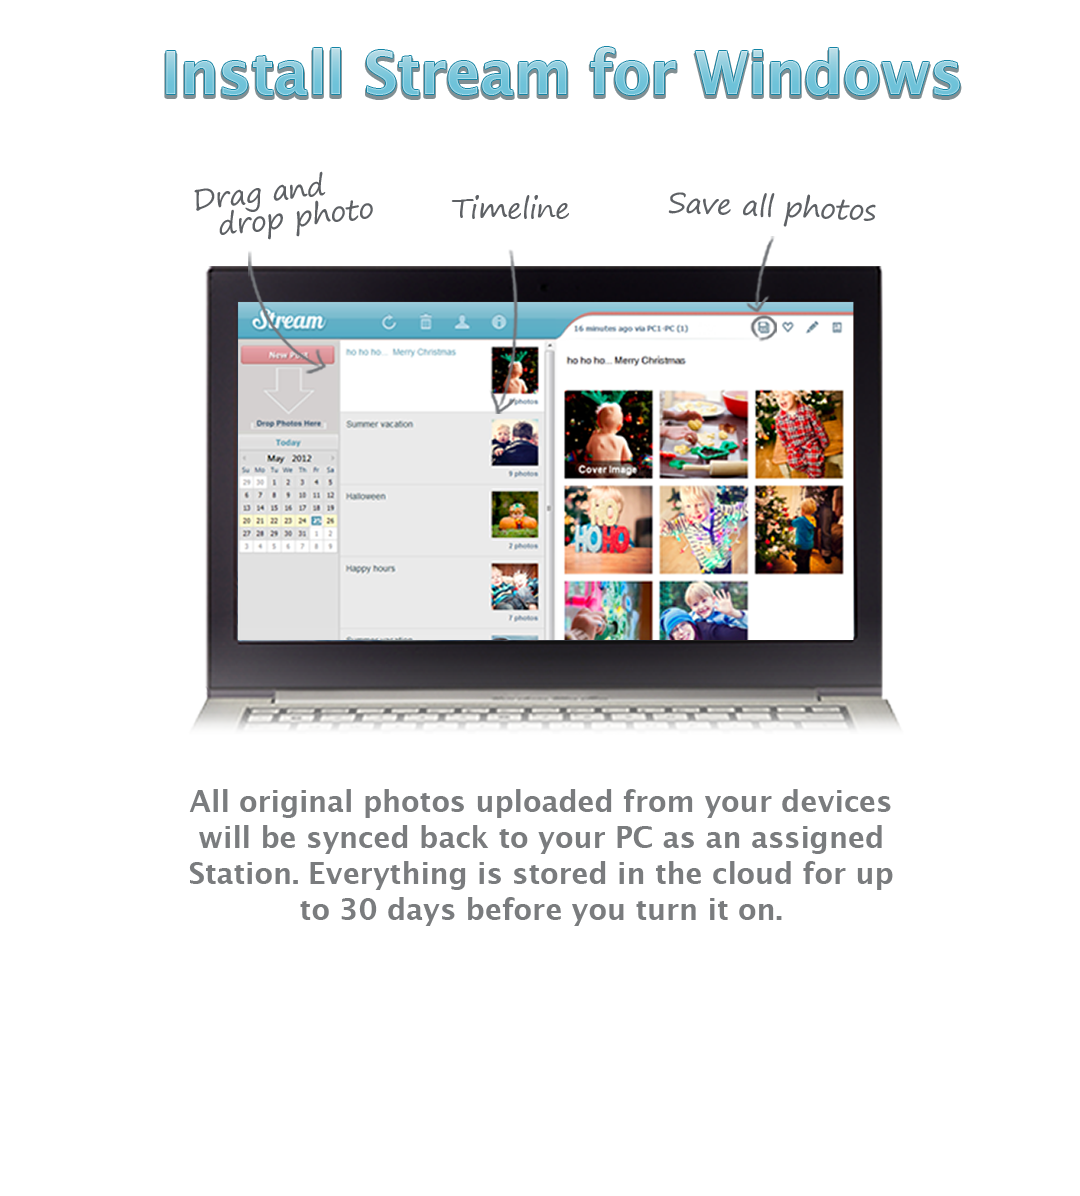 Install Stream for Windows
Drag and
drop photo
Timeline
Save all photos
Stream
16 minutes ago via PC1-PC (1)
New Post
ho ho ho... Merry Christmas
photos
Drop Photos Here
Today
May 2012
Su Mo Tu We Th Fr Sa
29 30 1 2 3 4 5
6 7 8 9 10 11 12
13 14 15 16 17 18 19
20 21 22 23 24 25 26
27 28 29 30 31 1 2
3 4 5 6 7 8 9
Summer vacation
9 photos
Halloween
2 photos
Happy hours
7 photos
Summer vacation
ho ho ho... Merry Christmas
Cover Image
HO
HO HO
All original photos uploaded from your devices
will be synced back to your PC as an assigned
Station. Everything is stored in the cloud for up
to 30 days before you turn it on.